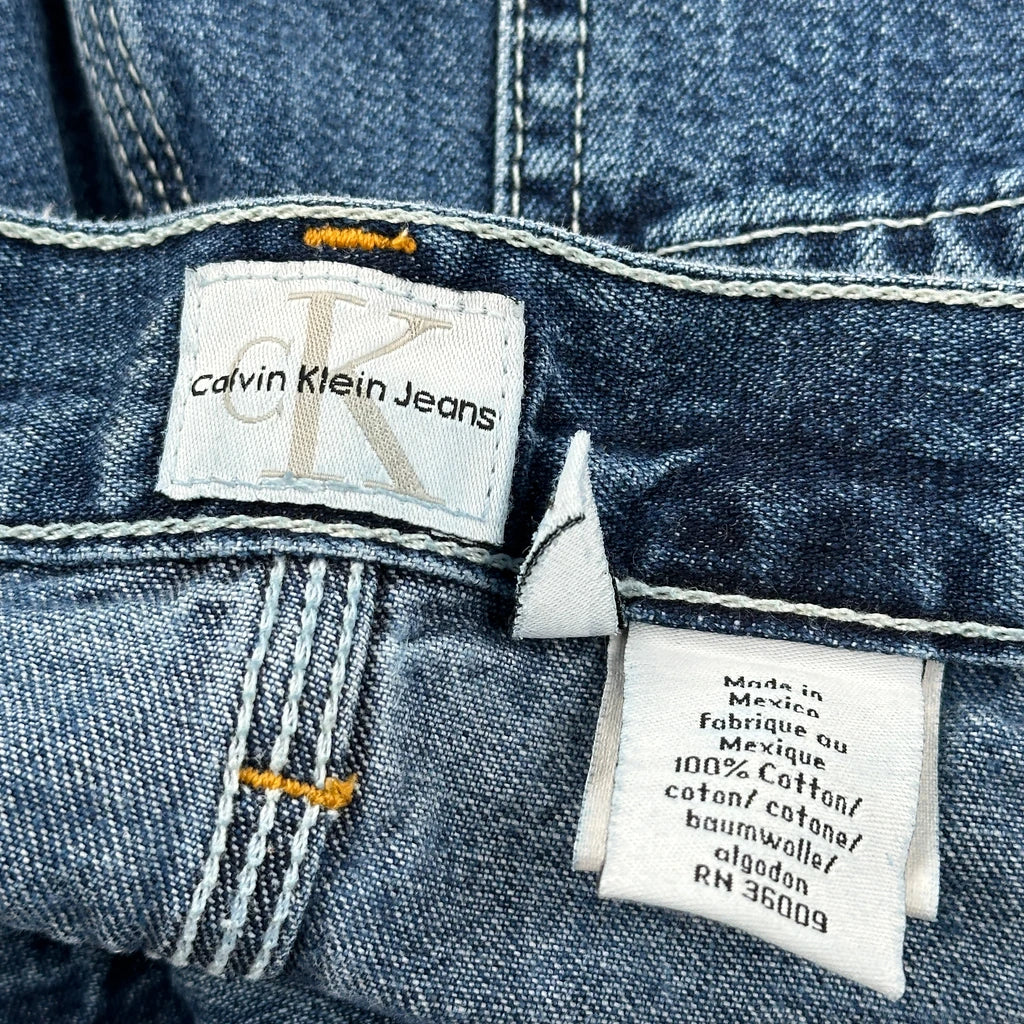 CK
Calvin Klein Jeans
Made in
Mexico
Fabrique au
Mexique
100% Cotton/
coton/ cotone/
baumwolle/
algodon
RN 36009